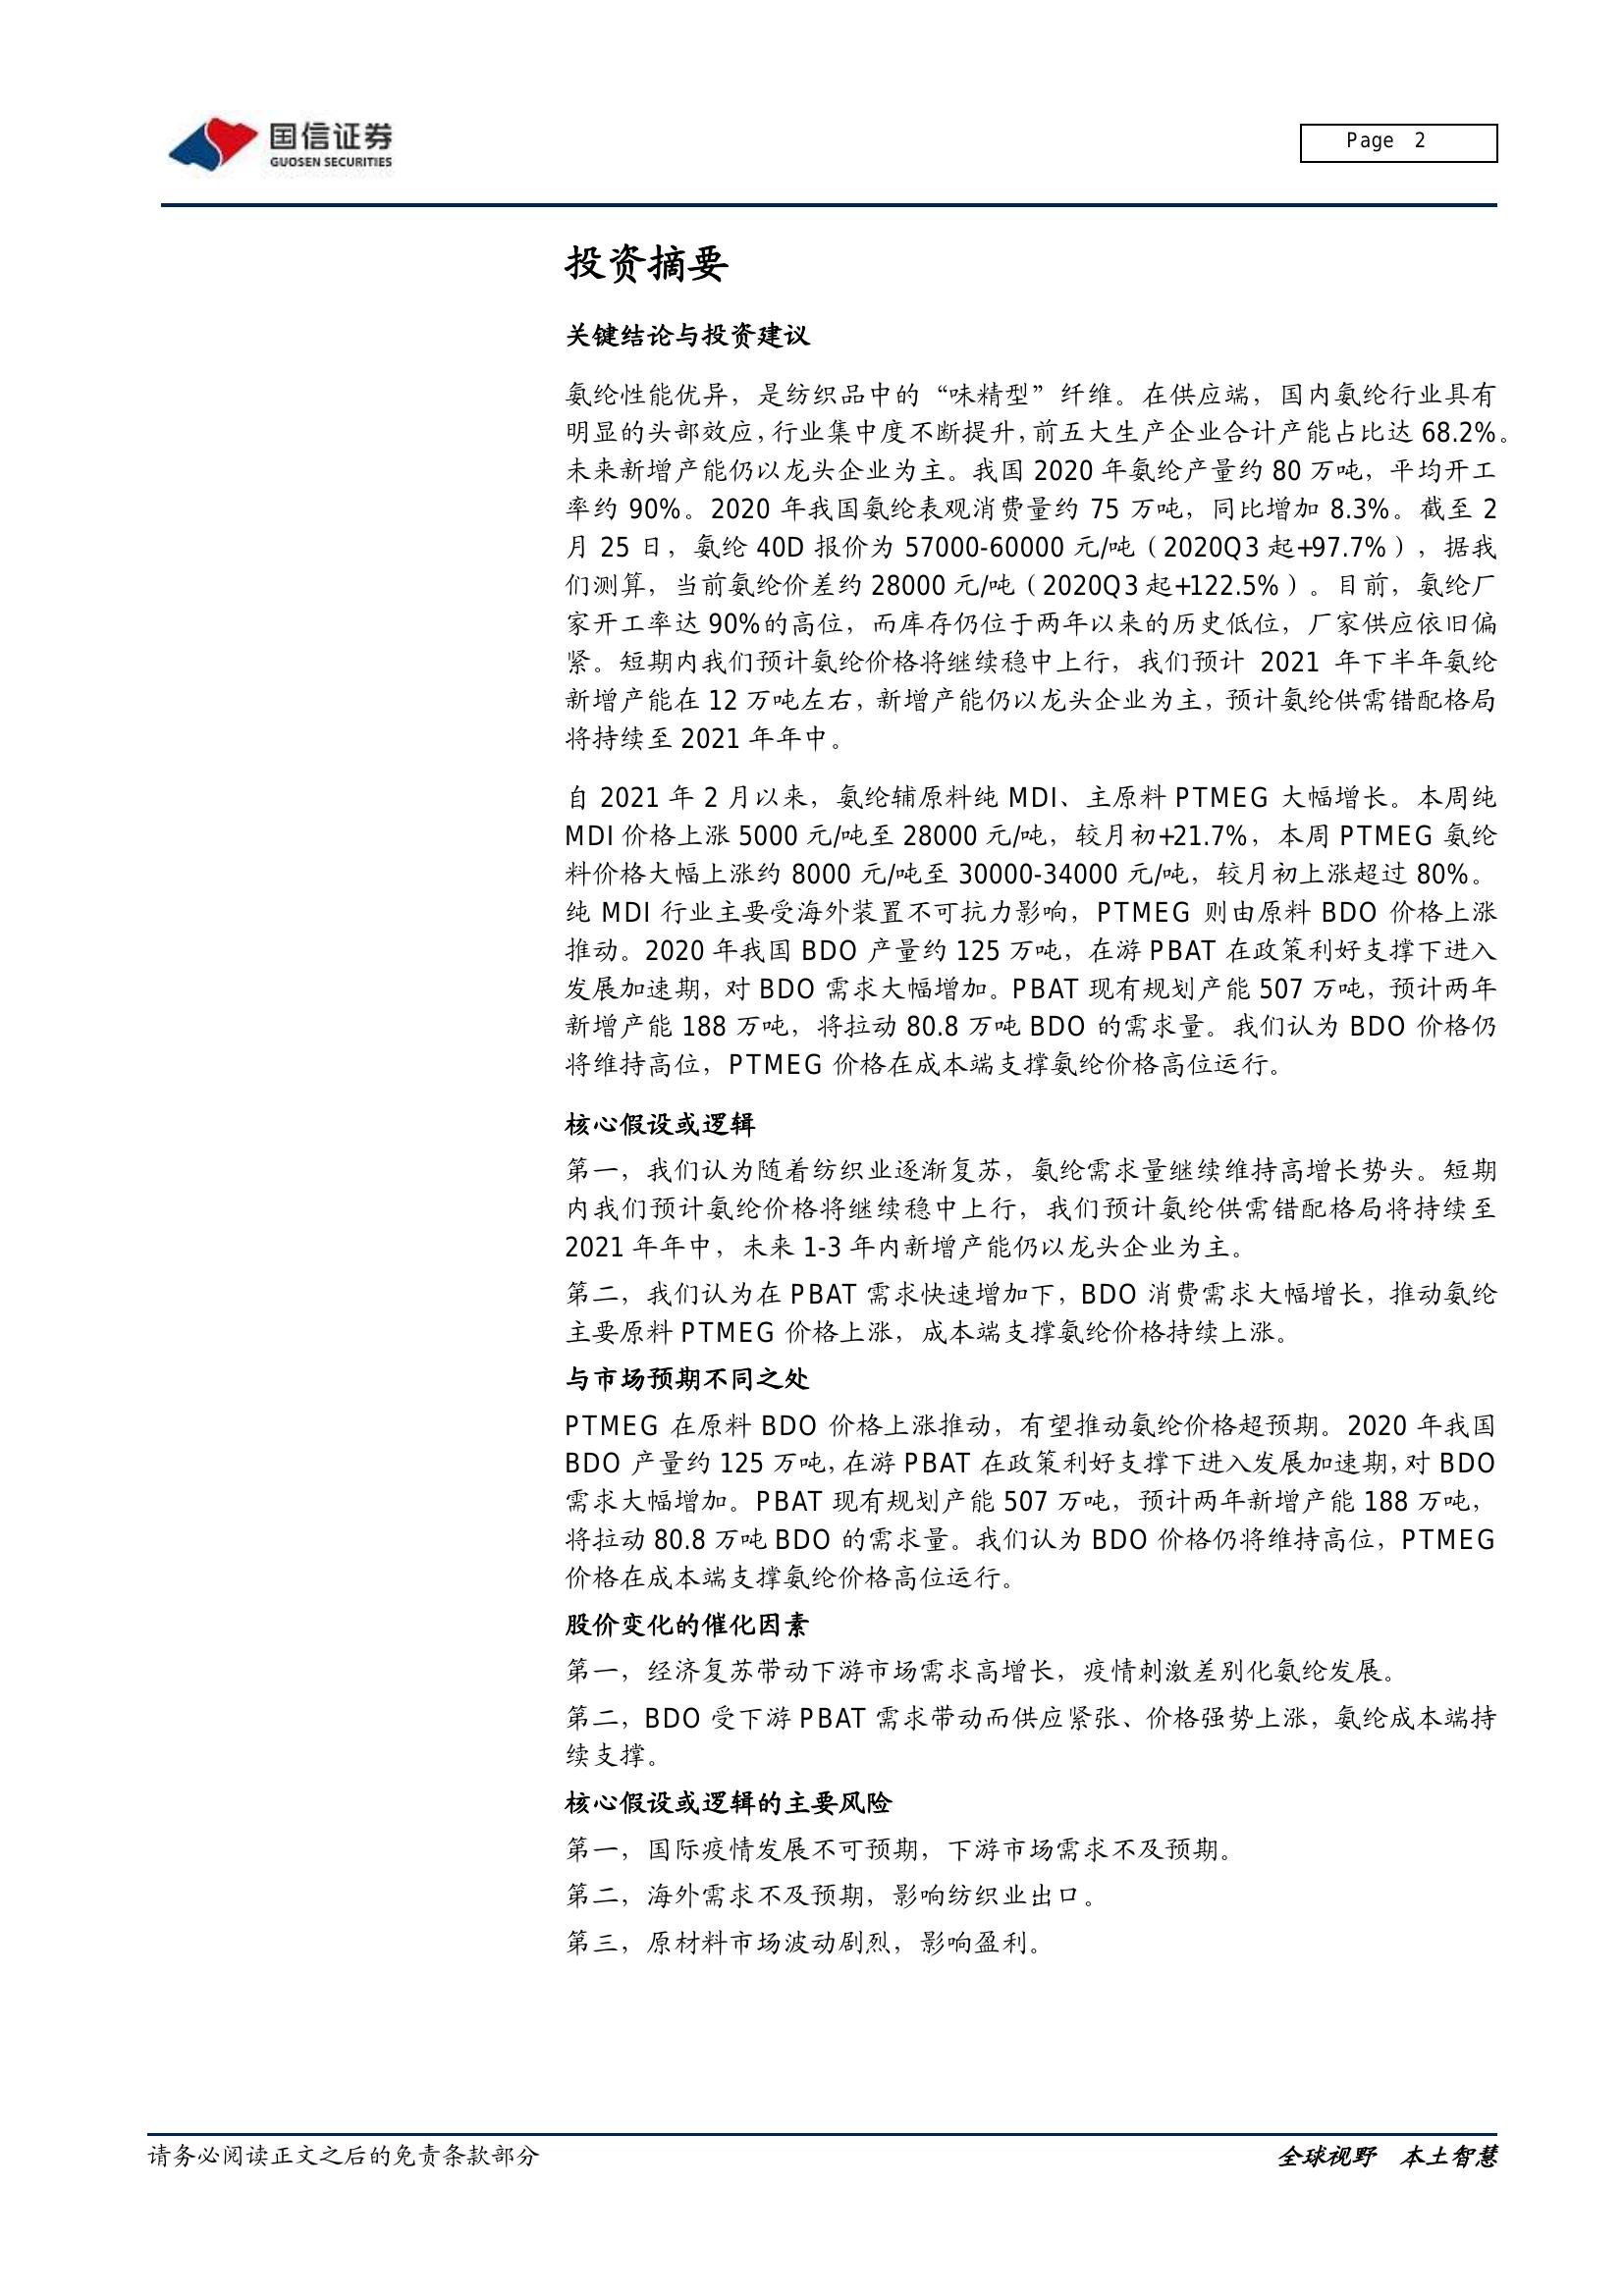 国信证券
GUOSEN SECURITIES
Page 2
投资摘要
关键结论与投资建议
氨纶性能优异，是纺织品中的“味精型”纤维。在供应端，国内氨纶行业具有
明显的头部效应，行业集中度不断提升，前五大生产企业合计产能占比达 68.2%。
未来新增产能仍以龙头企业为主。我国 2020 年氨纶产量约 80 万吨，平均开工
率约 90%。2020 年我国氨纶表观消费量约 75 万吨，同比增加 8.3%。截至 2
月 25 日，氨纶 40D 报价为 57000-60000 元/吨（2020Q3 起+97.7%），据我
们测算，当前氨纶价差约 28000 元/吨（2020Q3 起+122.5%）。目前，氨纶厂
家开工率达 90%的高位，而库存仍位于两年以来的历史低位，厂家供应依旧偏
紧。短期内我们预计氨纶价格将继续稳中上行，我们预计 2021 年下半年氨纶
新增产能在 12 万吨左右，新增产能仍以龙头企业为主，预计氨纶供需错配格局
将持续至 2021 年年中。
自 2021 年 2 月以来，氨纶辅原料纯 MDI、主原料 PTMEG 大幅增长。本周纯
MDI 价格上涨 5000 元/吨至 28000 元/吨，较月初+21.7%，本周 PTMEG 氨纶
料价格大幅上涨约 8000 元/吨至 30000-34000 元/吨，较月初上涨超过 80%。
纯 MDI 行业主要受海外装置不可抗力影响，PTMEG 则由原料 BDO 价格上涨
推动。2020 年我国 BDO 产量约 125 万吨，在游 PBAT 在政策利好支撑下进入
发展加速期，对 BDO 需求大幅增加。PBAT 现有规划产能 507 万吨，预计两年
新增产能 188 万吨，将拉动 80.8 万吨 BDO 的需求量。我们认为 BDO 价格仍
将维持高位，PTMEG 价格在成本端支撑氨纶价格高位运行。
核心假设或逻辑
第一，我们认为随着纺织业逐渐复苏，氨纶需求量继续维持高增长势头。短期
内我们预计氨纶价格将继续稳中上行，我们预计氨纶供需错配格局将持续至
2021 年年中，未来 1-3 年内新增产能仍以龙头企业为主。
第二，我们认为在 PBAT 需求快速增加下，BDO 消费需求大幅增长，推动氨纶
主要原料 PTMEG 价格上涨，成本端支撑氨纶价格持续上涨。
与市场预期不同之处
PTMEG 在原料 BDO 价格上涨推动，有望推动氨纶价格超预期。2020 年我国
BDO 产量约 125 万吨，在游 PBAT 在政策利好支撑下进入发展加速期，对 BDO
需求大幅增加。PBAT 现有规划产能 507 万吨，预计两年新增产能 188 万吨，
将拉动 80.8 万吨 BDO 的需求量。我们认为 BDO 价格仍将维持高位，PTMEG
价格在成本端支撑氨纶价格高位运行。
股价变化的催化因素
第一，经济复苏带动下游市场需求高增长，疫情刺激差别化氨纶发展。
第二，BDO 受下游 PBAT 需求带动而供应紧张、价格强势上涨，氨纶成本端持
续支撑。
核心假设或逻辑的主要风险
第一，国际疫情发展不可预期，下游市场需求不及预期。
第二，海外需求不及预期，影响纺织业出口。
第三，原材料市场波动剧烈，影响盈利。
请务必阅读正文之后的免责条款部分
全球视野 本土智慧